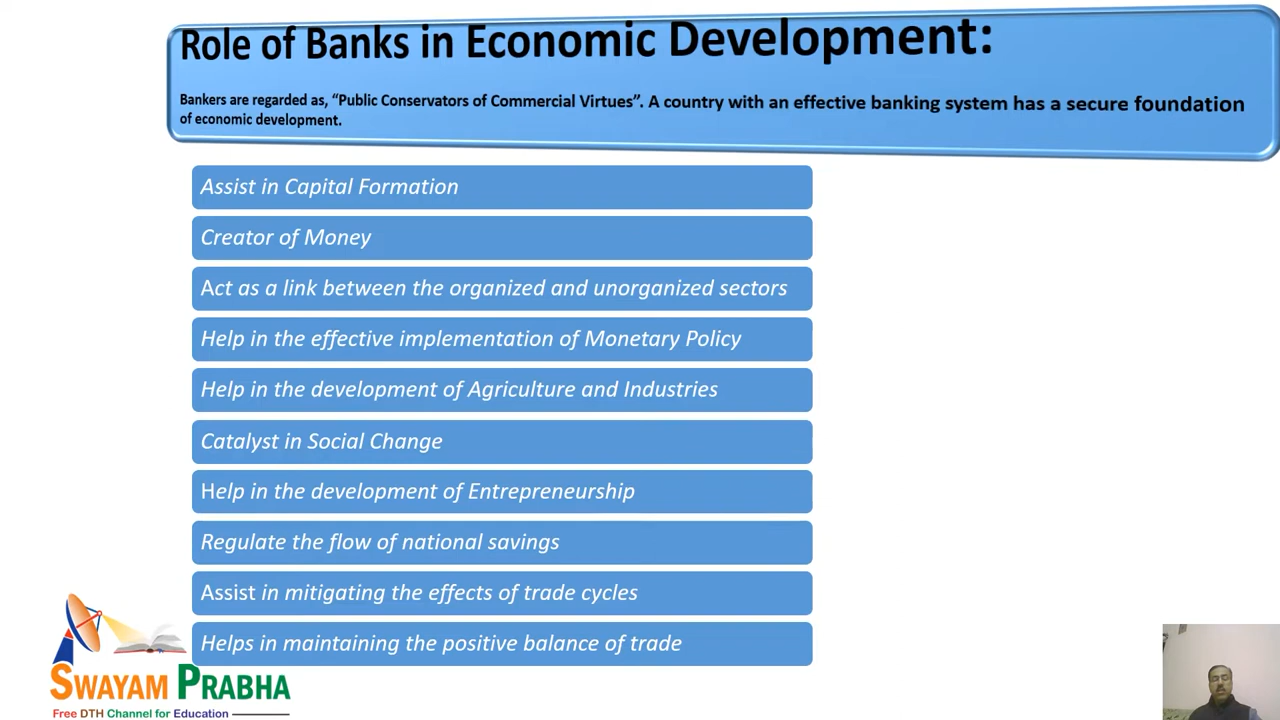 Role of Banks in Economic Development:
Bankers are regarded as, “Public Conservators of Commercial Virtues”. A country with an effective banking system has a secure foundation
of economic development.
Assist in Capital Formation
Creator of Money
Act as a link between the organized and unorganized sectors
Help in the effective implementation of Monetary Policy
Help in the development of Agriculture and Industries
Catalyst in Social Change
Help in the development of Entrepreneurship
Regulate the flow of national savings
Assist in mitigating the effects of trade cycles
Helps in maintaining the positive balance of trade
SWAYAM PRABHA
Free DTH Channel for Education